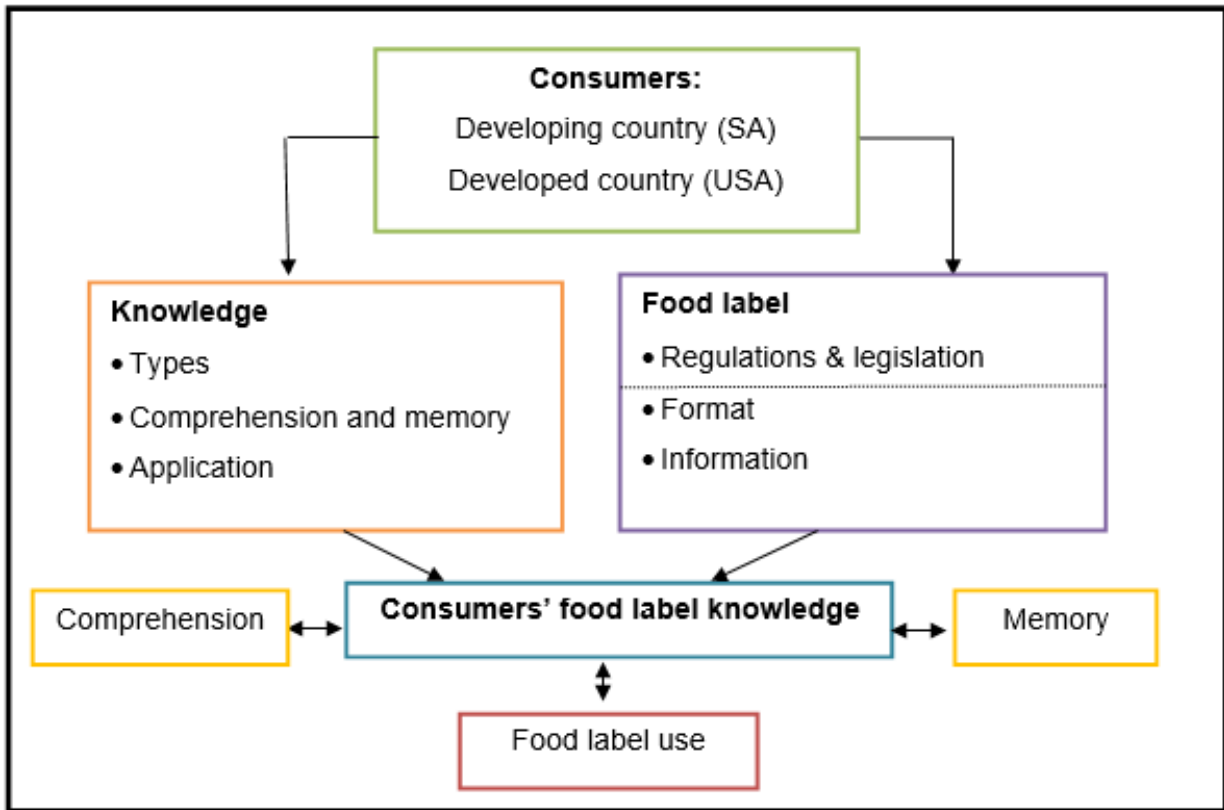 Consumers:
Developing country (SA)
Developed country (USA)
Knowledge
• Types
• Comprehension and memory
• Application
Food label
• Regulations & legislation
• Format
• Information
Comprehension
Consumers’ food label knowledge
Memory
Food label use